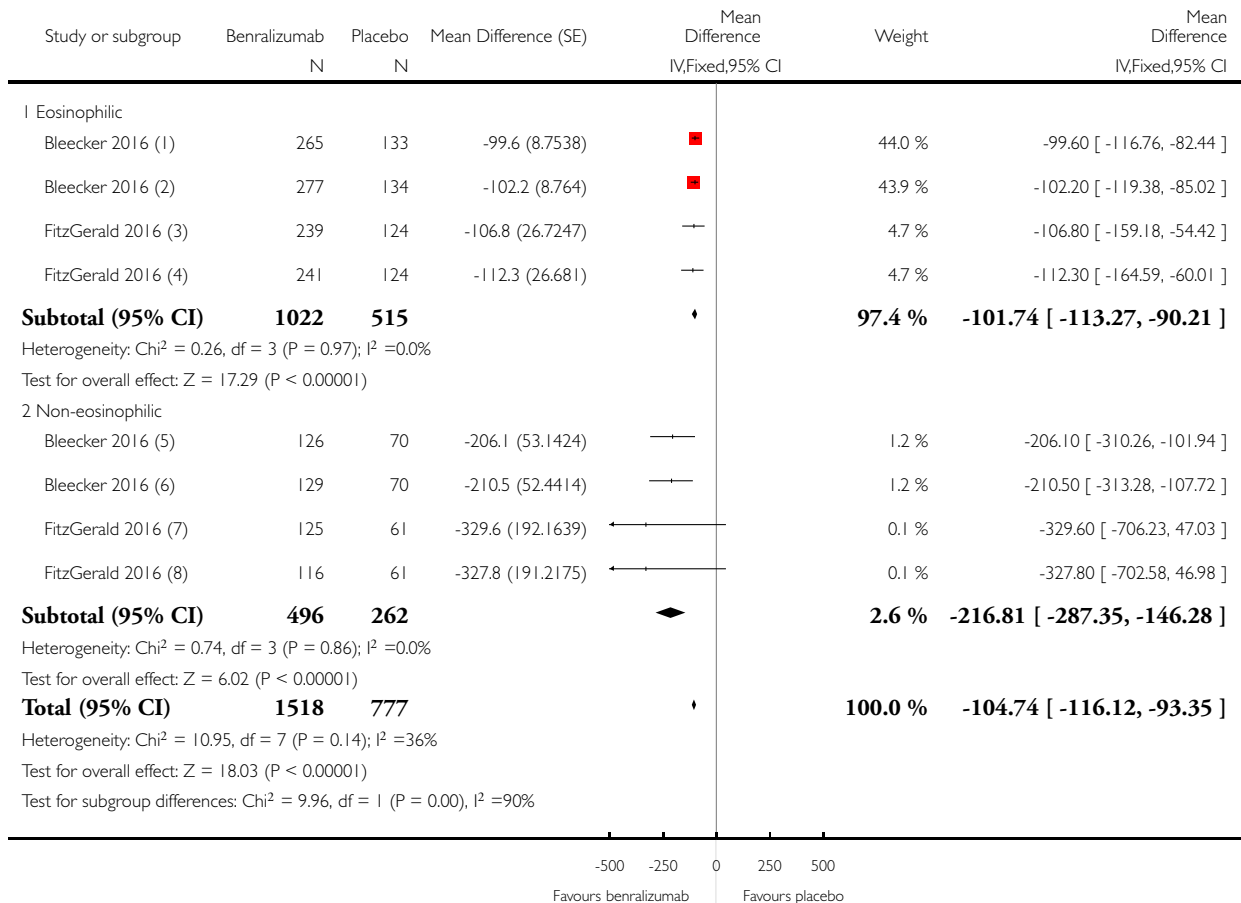 Study or subgroup Benralizumab Placebo Mean Difference (SE) Mean Difference Weight Mean Difference
N N IV,Fixed,95% CI IV,Fixed,95% CI
1 Eosinophilic
Bleecker 2016 (1) 265 133 -99.6 (8.7538) 44.0 % -99.60 [ -116.76, -82.44 ]
Bleecker 2016 (2) 277 134 -102.2 (8.764) 43.9 % -102.20 [ -119.38, -85.02 ]
FitzGerald 2016 (3) 239 124 -106.8 (26.7247) 4.7 % -106.80 [ -159.18, -54.42 ]
FitzGerald 2016 (4) 241 124 -112.3 (26.681) 4.7 % -112.30 [ -164.59, -60.01 ]
Subtotal (95% CI) 1022 515 97.4 % -101.74 [ -113.27, -90.21 ]
Heterogeneity: Chi² = 0.26, df = 3 (P = 0.97); I² =0.0%
Test for overall effect: Z = 17.29 (P < 0.00001)
2 Non-eosinophilic
Bleecker 2016 (5) 126 70 -206.1 (53.1424) 1.2 % -206.10 [ -310.26, -101.94 ]
Bleecker 2016 (6) 129 70 -210.5 (52.4414) 1.2 % -210.50 [ -313.28, -107.72 ]
FitzGerald 2016 (7) 125 61 -329.6 (192.1639) 0.1 % -329.60 [ -706.23, 47.03 ]
FitzGerald 2016 (8) 116 61 -327.8 (191.2175) 0.1 % -327.80 [ -702.58, 46.98 ]
Subtotal (95% CI) 496 262 2.6 % -216.81 [ -287.35, -146.28 ]
Heterogeneity: Chi² = 0.74, df = 3 (P = 0.86); I² =0.0%
Test for overall effect: Z = 6.02 (P < 0.00001)
Total (95% CI) 1518 777 100.0 % -104.74 [ -116.12, -93.35 ]
Heterogeneity: Chi² = 10.95, df = 7 (P = 0.14); I² =36%
Test for overall effect: Z = 18.03 (P < 0.00001)
Test for subgroup differences: Chi² = 9.96, df = 1 (P = 0.00), I² =90%
-500 -250 0 250 500
Favours benralizumab Favours placebo